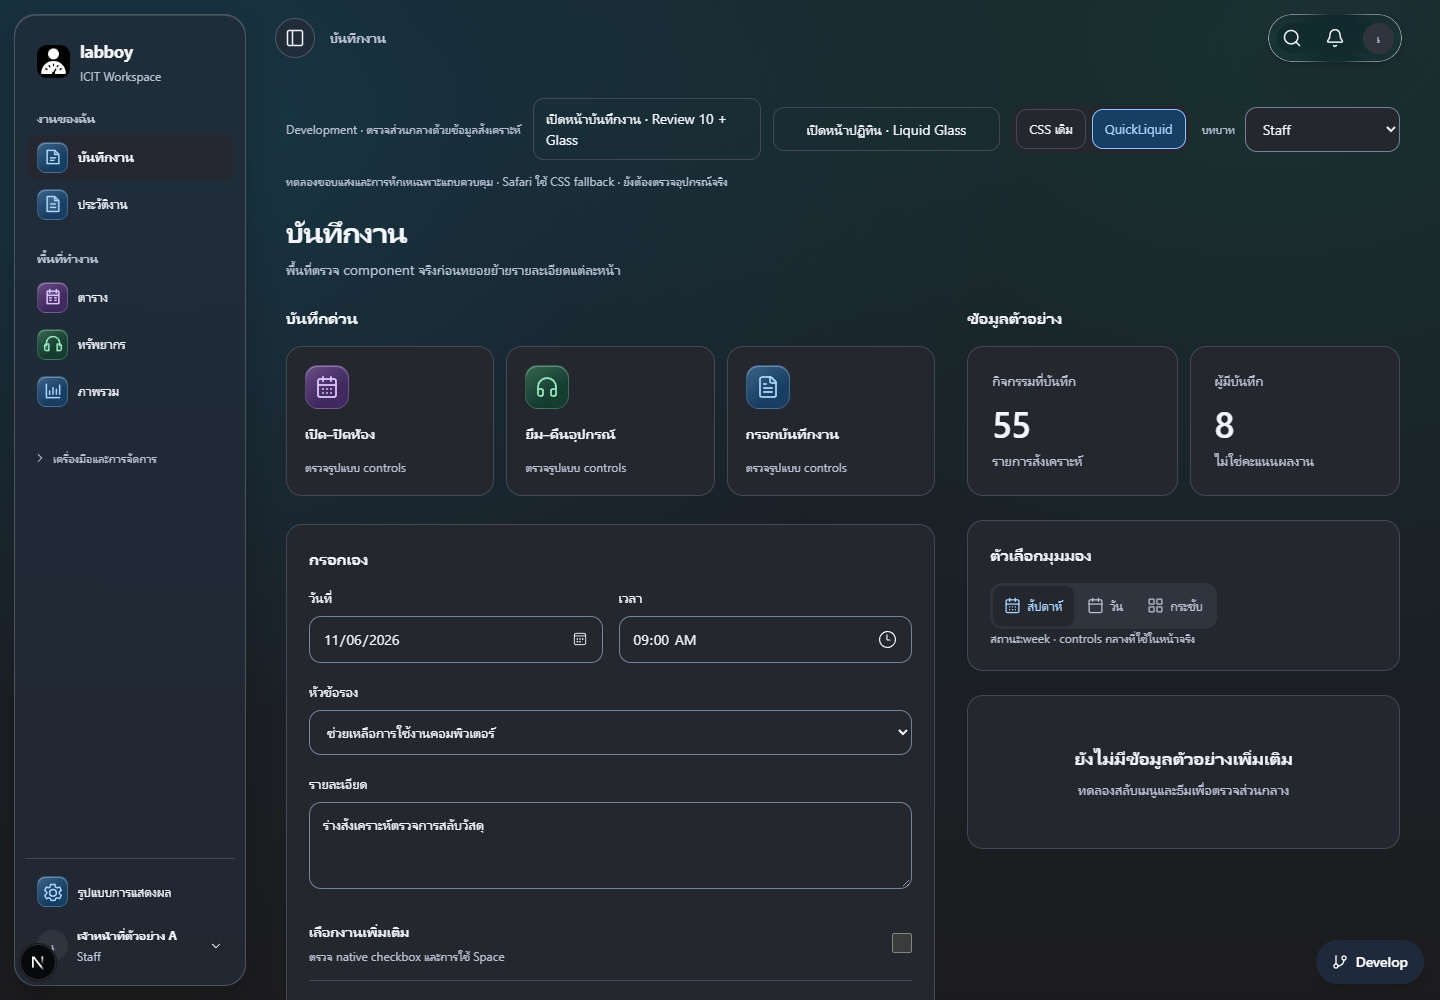 labboy
ICIT Workspace
งานของฉัน
บันทึกงาน
ประวัติงาน
พื้นที่ทำงาน
ตาราง
ทรัพยากร
ภาพรวม
เครื่องมือและการจัดการ
รูปแบบการแสดงผล
เจ้าหน้าที่ตัวอย่าง A
Staff
บันทึกงาน
Development · ตรวจส่วนกลางด้วยข้อมูลสังเคราะห์
เปิดหน้าบันทึกงาน · Review 10 +
Glass
เปิดหน้าปฏิทิน · Liquid Glass
CSS เดิม
QuickLiquid
บทบาท
Staff
ทดลองขอบแสงและการหักเหเฉพาะแถบควบคุม · Safari ใช้ CSS fallback · ยังต้องตรวจอุปกรณ์จริง
บันทึกงาน
พื้นที่ตรวจ component จริงก่อนทยอยย้ายรายละเอียดแต่ละหน้า
บันทึกด่วน
เปิด–ปิดห้อง
ตรวจรูปแบบ controls
ยืม–คืนอุปกรณ์
ตรวจรูปแบบ controls
กรอกบันทึกงาน
ตรวจรูปแบบ controls
ข้อมูลตัวอย่าง
กิจกรรมที่บันทึก
55
รายการสังเคราะห์
ผู้มีบันทึก
8
ไม่ใช่คะแนนผลงาน
กรอกเอง
วันที่
11/06/2026
เวลา
09:00 AM
หัวข้อรอง
ช่วยเหลือการใช้งานคอมพิวเตอร์
รายละเอียด
ร่างสังเคราะห์ตรวจการสลับวัสดุ
เลือกงานเพิ่มเติม
ตรวจ native checkbox และการใช้ Space
ตัวเลือกมุมมอง
สัปดาห์
วัน
กระชับ
สถานะweek · controls กลางที่ใช้ในหน้าจริง
ยังไม่มีข้อมูลตัวอย่างเพิ่มเติม
ทดลองสลับเมนูและธีมเพื่อตรวจส่วนกลาง
Develop